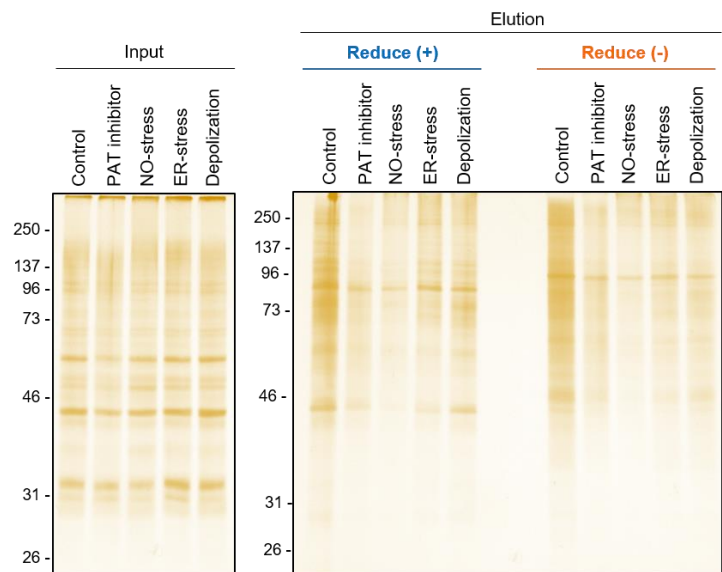 Elution
Input
Reduce (+)
Reduce (-)
Control
PAT inhibitor
NO-stress
ER-stress
Depolization
Control
PAT inhibitor
NO-stress
ER-stress
Depolization
Control
PAT inhibitor
NO-stress
ER-stress
Depolization
250 -
137 -
96 -
73 -
46 -
31 -
26 -
250 -
137 -
96 -
73 -
46 -
31 -
26 -